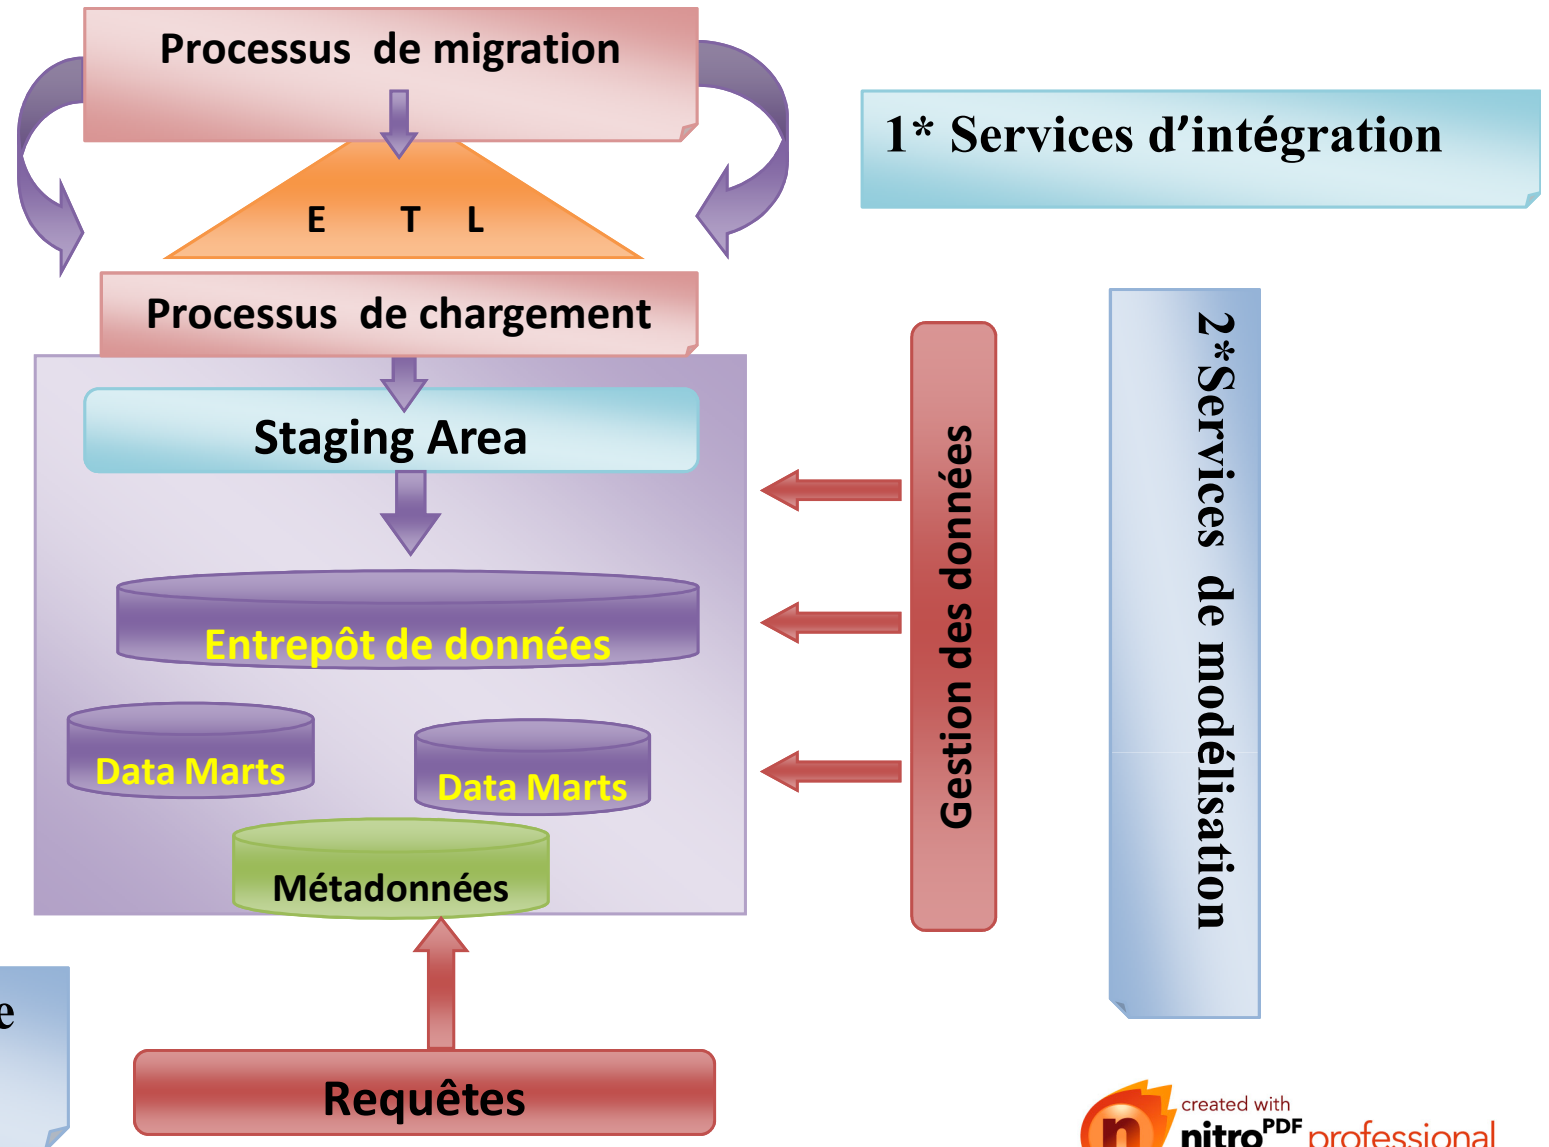 Processus de migration
1* Services d'intégration
E T L
Processus de chargement
Staging Area
Entrepôt de données
Data Marts
Data Marts
Métadonnées
Gestion des données
2*Services de modélisation
e
Requêtes
created with
nitroPDF professional